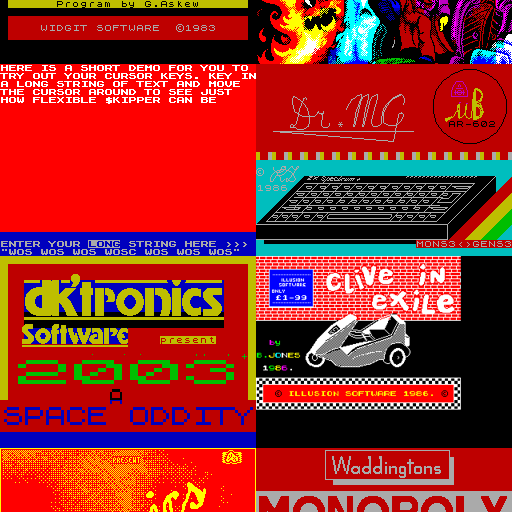 Program by G.Askew
WIDGIT SOFTWARE ©1983
HERE IS A SHORT DEMO FOR YOU TO
TRY OUT YOUR CURSOR KEYS. KEY IN
A LONG STRING OF TEXT AND MOVE
THE CURSOR AROUND TO SEE JUST
HOW FLEXIBLE $KIPPER CAN BE
ENTER YOUR LONG STRING HERE >>>
"WOS WOS WOS WOSC WOS WOS WOS"
Dr. MG
MB
© 
1986
ZX Spectrum+
MONS3<>GENS3
dk'tronics
Software
present
2003
A
SPACE ODDITY
ILLUSION
SOFTWARE
ONLY
£1-99
CLIVE IN
EXILE
by
B.JONES
1986.
© ILLUSION SOFTWARE 1986. ©
PRESENT
ics
Waddingtons
MONOPOLY